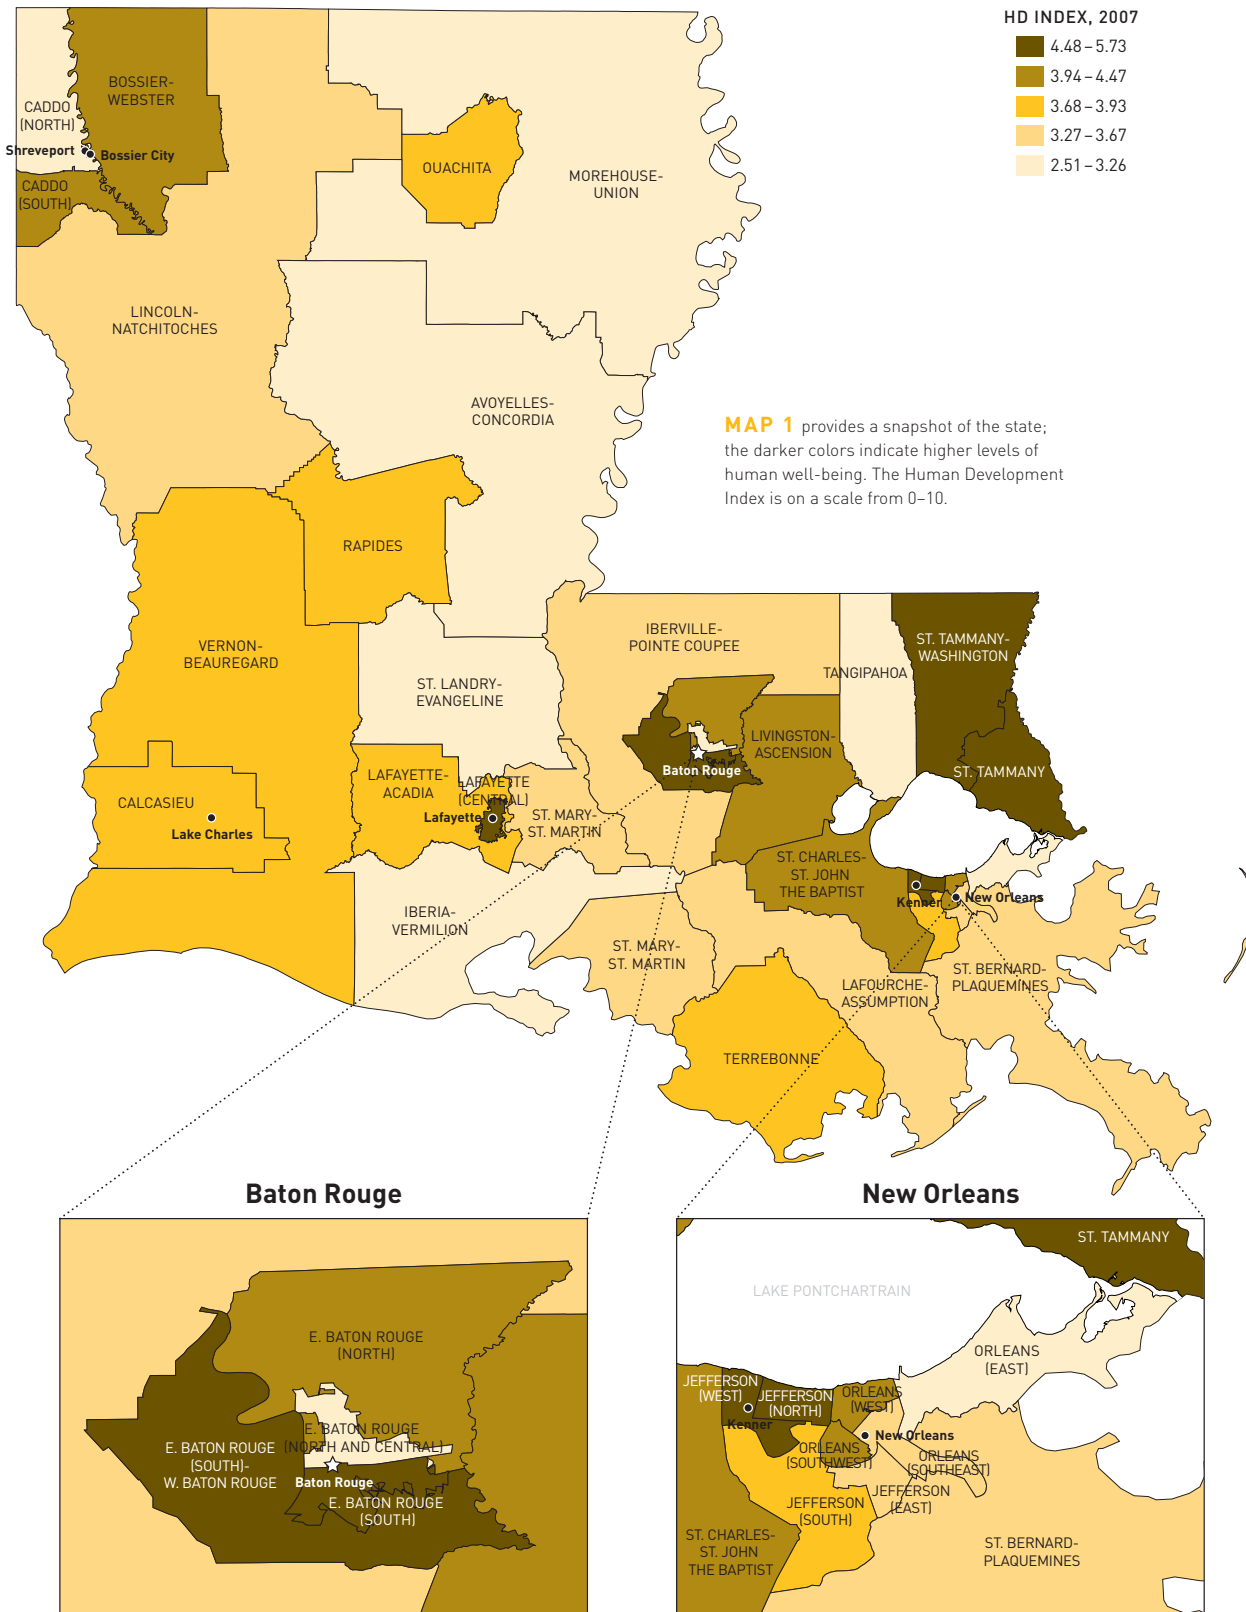 HD INDEX, 2007
4.48–5.73
3.94–4.47
3.68–3.93
3.27–3.67
2.51–3.26
BOSSIER-
WEBSTER
CADDO
(NORTH)
Shreveport
Bossier City
CADDO
(SOUTH)
OUACHITA
MOREHOUSE-
UNION
LINCOLN-
NATCHITOCHES
AVOYELLES-
CONCORDIA
MAP 1 provides a snapshot of the state;
the darker colors indicate higher levels of
human well-being. The Human Development
Index is on a scale from 0–10.
RAPIDES
VERNON-
BEAUREGARD
IBERVILLE-
POINTE COUPEE
ST. TAMMANY-
WASHINGTON
TANGIPAHOA
ST. LANDRY-
EVANGELINE
LIVINGSTON-
ASCENSION
Baton Rouge
ST. TAMMANY
LAFAYETTE-
ACADIA
LAFAYETTE
(CENTRAL)
Lafayette
CALCASIEU
Lake Charles
ST. MARY-
ST. MARTIN
ST. CHARLES-
ST. JOHN
THE BAPTIST
Kenner
New Orleans
IBERIA-
VERMILION
ST. MARY-
ST. MARTIN
LAFOURCHE-
ASSUMPTION
ST. BERNARD-
PLAQUEMINES
TERREBONNE
Baton Rouge
E. BATON ROUGE
(NORTH)
E. BATON ROUGE
(NORTH AND CENTRAL)
E. BATON ROUGE
(SOUTH)-
W. BATON ROUGE
Baton Rouge
E. BATON ROUGE
(SOUTH)
New Orleans
ST. TAMMANY
LAKE PONTCHARTRAIN
ORLEANS
(EAST)
JEFFERSON
(WEST)
JEFFERSON
(NORTH)
ORLEANS
(WEST)
Kenner
New Orleans
ORLEANS
(SOUTHWEST)
ORLEANS
(SOUTHEAST)
JEFFERSON
(EAST)
JEFFERSON
(SOUTH)
ST. CHARLES-
ST. JOHN
THE BAPTIST
ST. BERNARD-
PLAQUEMINES